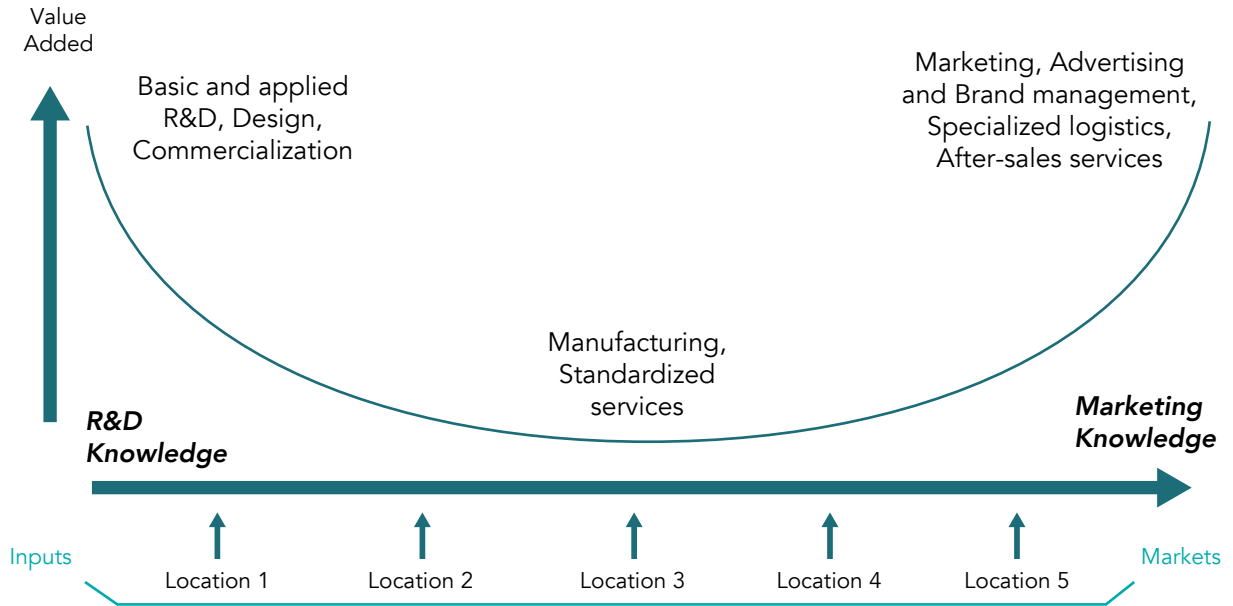 Value
Added
Basic and applied
R&D, Design,
Commercialization
Marketing, Advertising
and Brand management,
Specialized logistics,
After-sales services
Manufacturing,
Standardized
services
R&D
Knowledge
Marketing
Knowledge
Inputs
Location 1
Location 2
Location 3
Location 4
Location 5
Markets